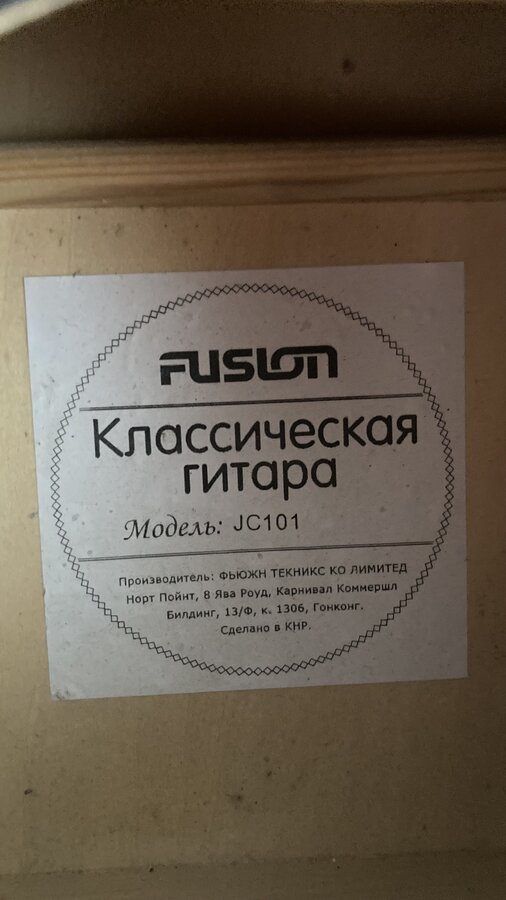 FUSION
Классическая
гитара
Модель: JC101
Производитель: ФЬЮЖН ТЕКНИКС КО ЛИМИТЕД
Норт Пойнт, 8 Ява Роуд, Карнивал Коммершл
Билдинг, 13/Ф, к. 1306, Гонконг.
Сделано в КНР.